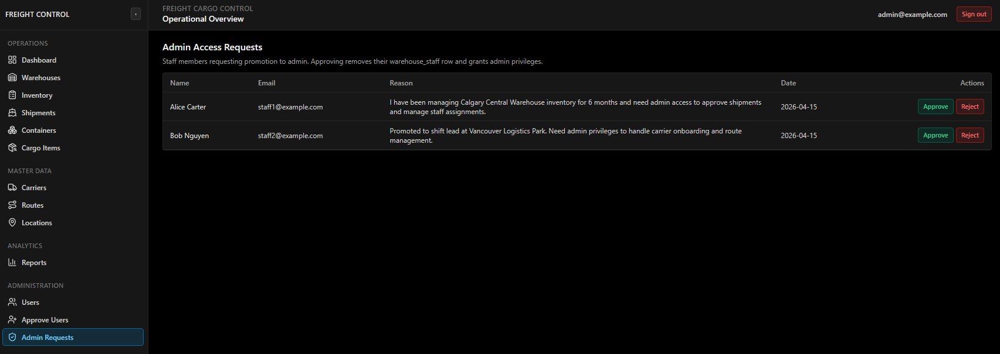 FREIGHT CONTROL
‹
FREIGHT CARGO CONTROL
Operational Overview
admin@example.com
Sign out
OPERATIONS
Dashboard
Warehouses
Inventory
Shipments
Containers
Cargo Items
MASTER DATA
Carriers
Routes
Locations
ANALYTICS
Reports
ADMINISTRATION
Users
Approve Users
Admin Requests
Admin Access Requests
Staff members requesting promotion to admin. Approving removes their warehouse_staff row and grants admin privileges.
Name Email Reason Date Actions
Alice Carter staff1@example.com I have been managing Calgary Central Warehouse inventory for 6 months and need admin access to approve shipments
and manage staff assignments. 2026-04-15 Approve Reject
Bob Nguyen staff2@example.com Promoted to shift lead at Vancouver Logistics Park. Need admin privileges to handle carrier onboarding and route
management. 2026-04-15 Approve Reject